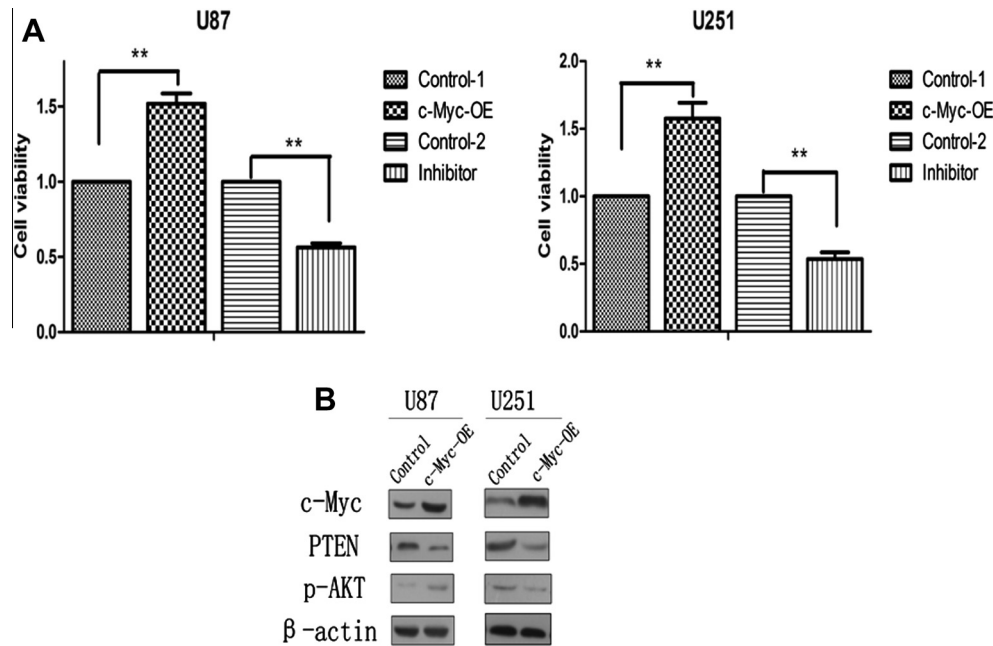 A
U87
**
**
Cell viability
1.5
1.0
0.5
0.0
Control-1
c-Myc-OE
Control-2
Inhibitor
U251
**
**
Cell viability
2.0
1.5
1.0
0.5
0.0
Control-1
c-Myc-OE
Control-2
Inhibitor
B
U87 U251
Control c-Myc-OE Control c-Myc-OE
c-Myc
PTEN
p-AKT
β-actin